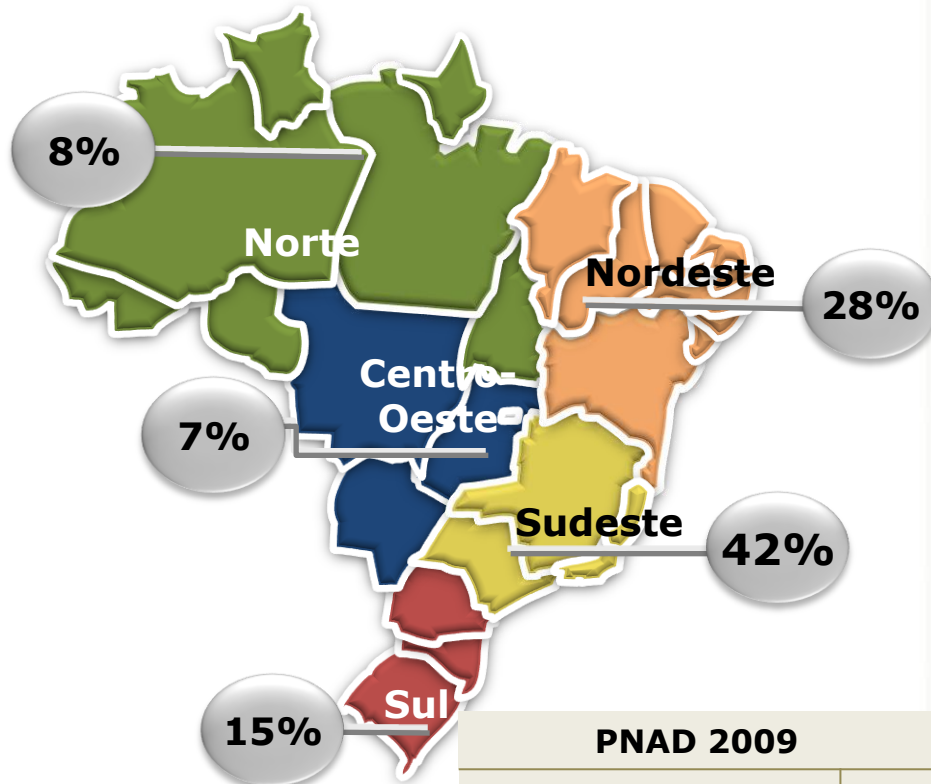 8%
Norte
Nordeste
28%
Centro-
Oeste
7%
Sudeste
42%
Sul
15%
PNAD 2009